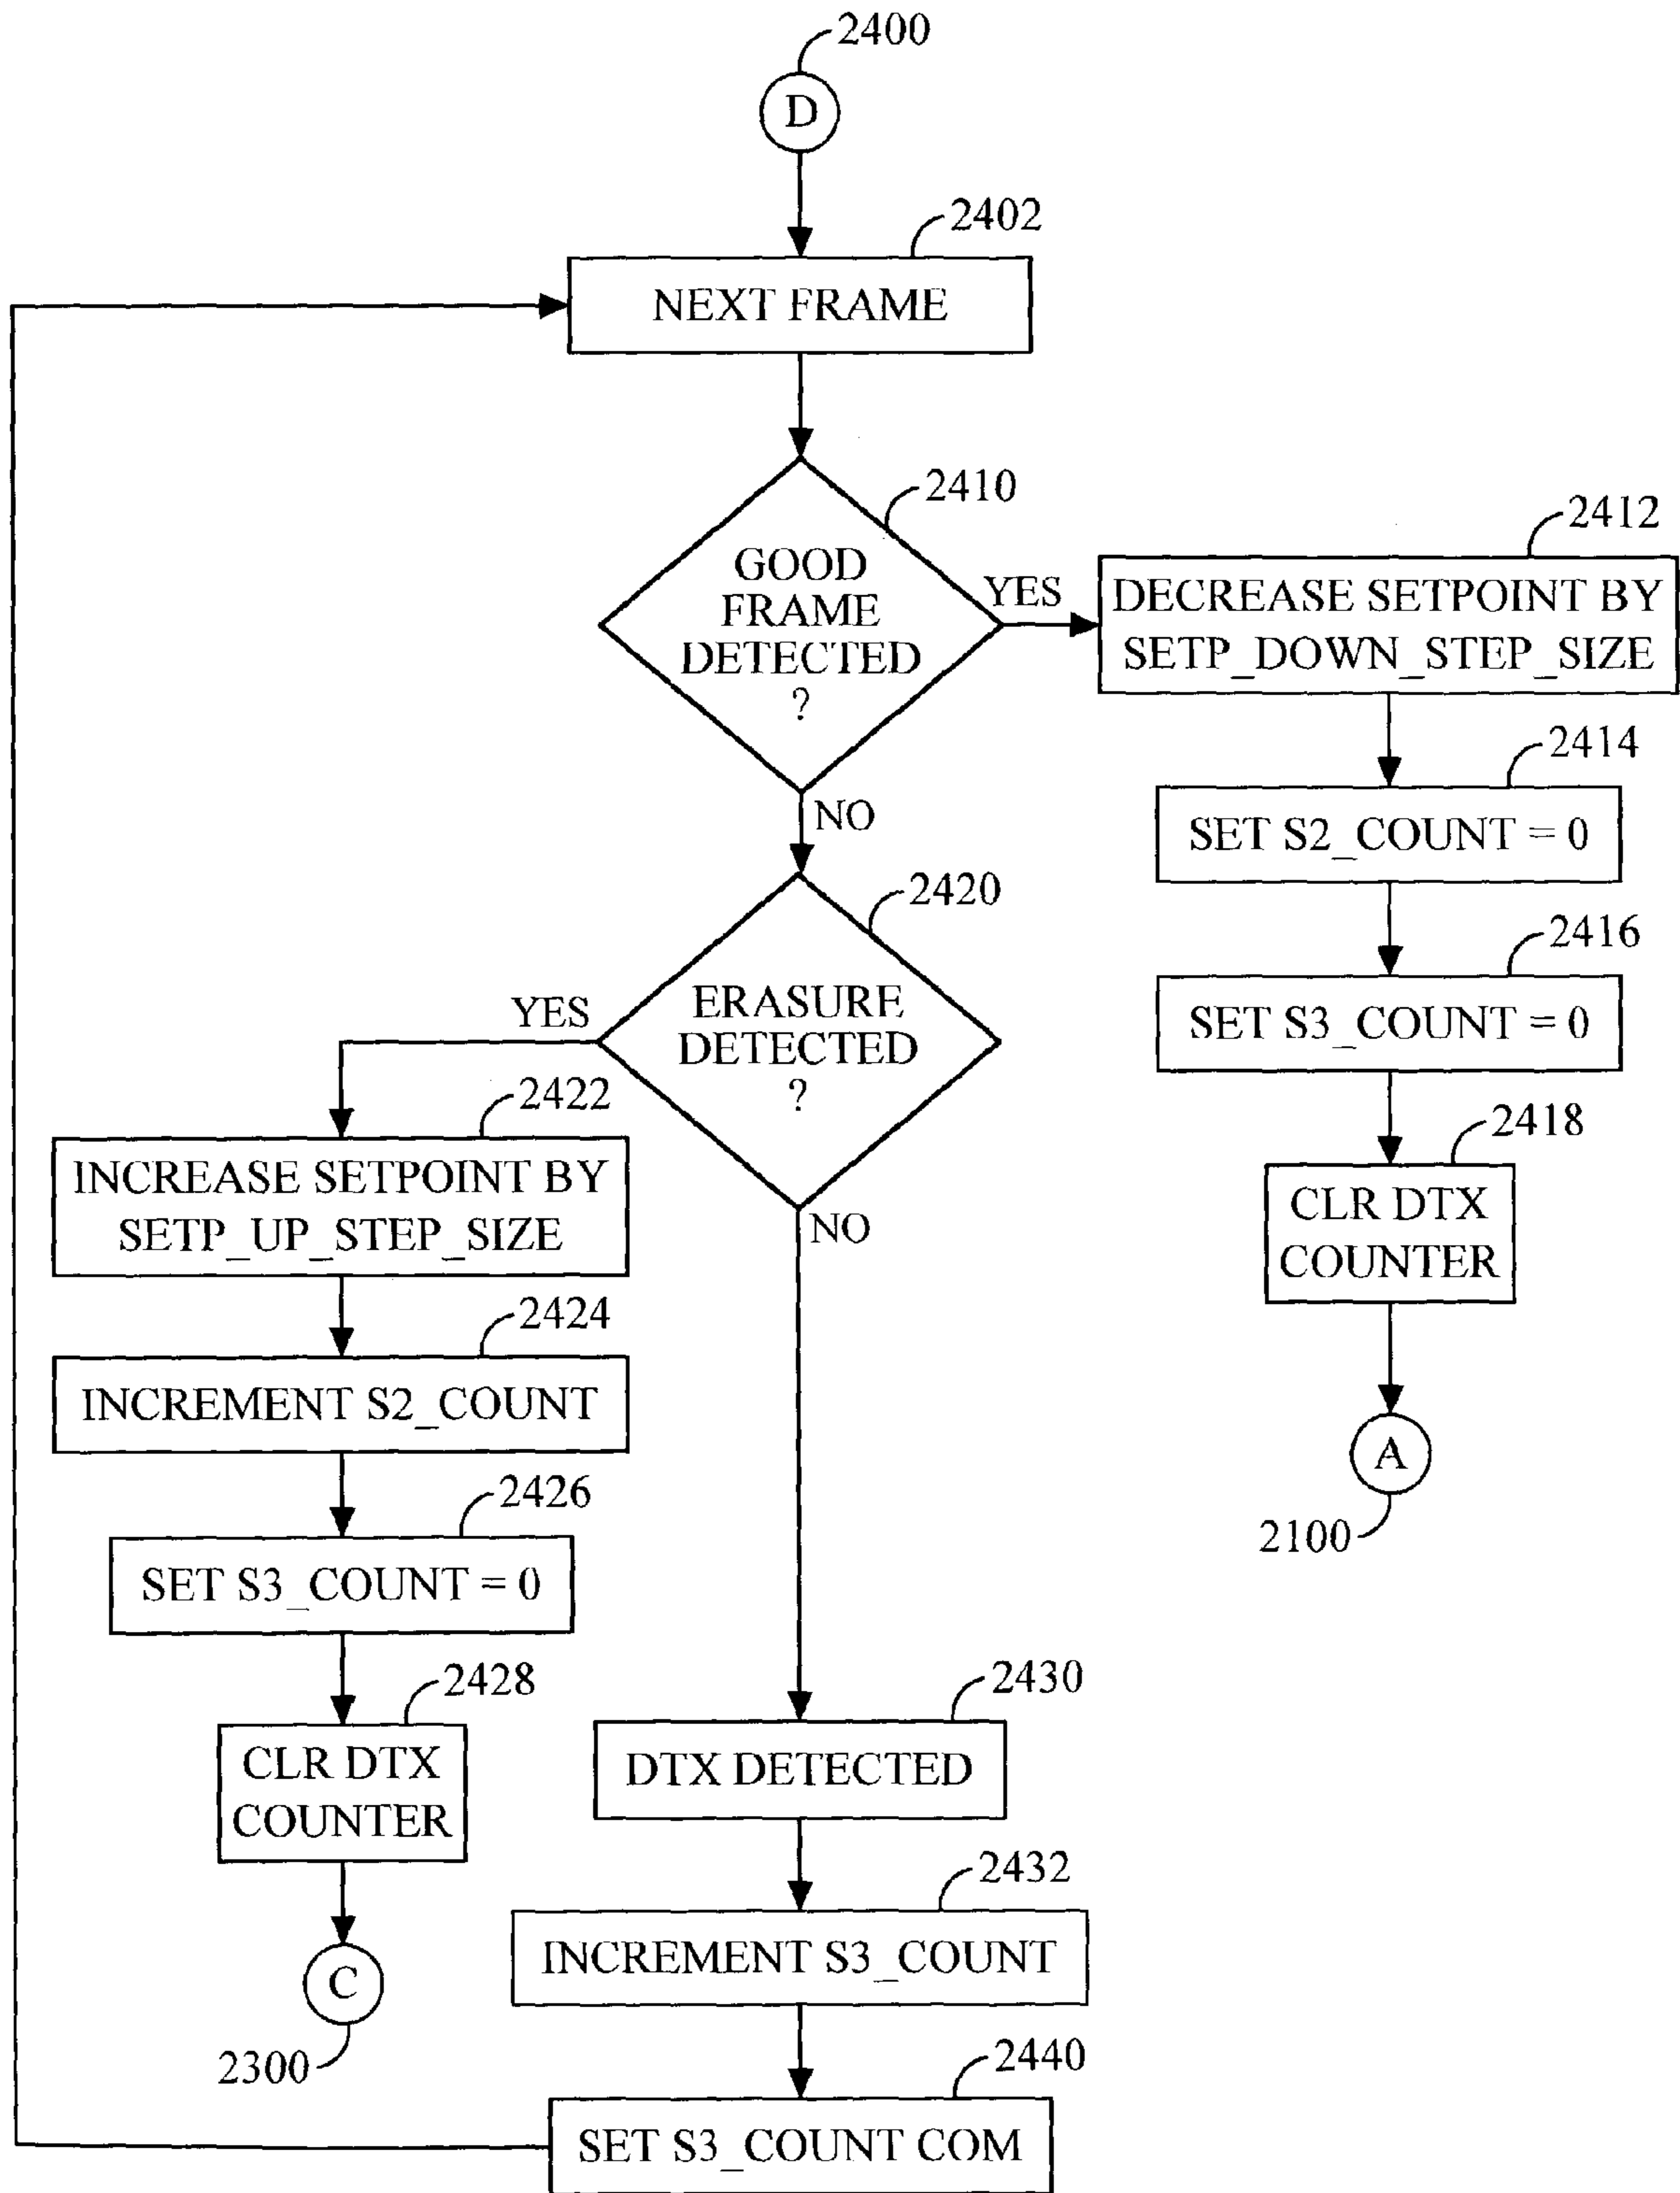 2400
D
2402
NEXT FRAME
2410
GOOD
FRAME
DETECTED
?
YES
NO
2412
DECREASE SETPOINT BY
SETP_DOWN_STEP_SIZE
2414
SET S2_COUNT = 0
2416
SET S3_COUNT = 0
2418
CLR DTX
COUNTER
A
2100
2420
ERASURE
DETECTED
?
YES
NO
2422
INCREASE SETPOINT BY
SETP_UP_STEP_SIZE
2424
INCREMENT S2_COUNT
2426
SET S3_COUNT = 0
2428
CLR DTX
COUNTER
C
2300
2430
DTX DETECTED
2432
INCREMENT S3_COUNT
2440
SET S3_COUNT COM